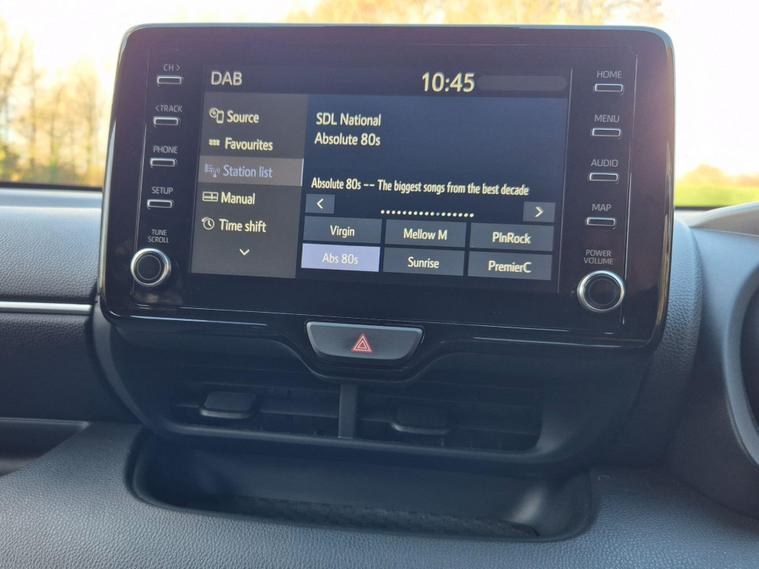 CH >
< TRACK
PHONE
SETUP
TUNE
SCROLL
DAB
10:45
Source
Favourites
Station list
Manual
Time shift
SDL National
Absolute 80s
Absolute 80s -- The biggest songs from the best decade
< >
Virgin Mellow M PlnRock
Abs 80s Sunrise PremierC
HOME
MENU
AUDIO
MAP
POWER
VOLUME